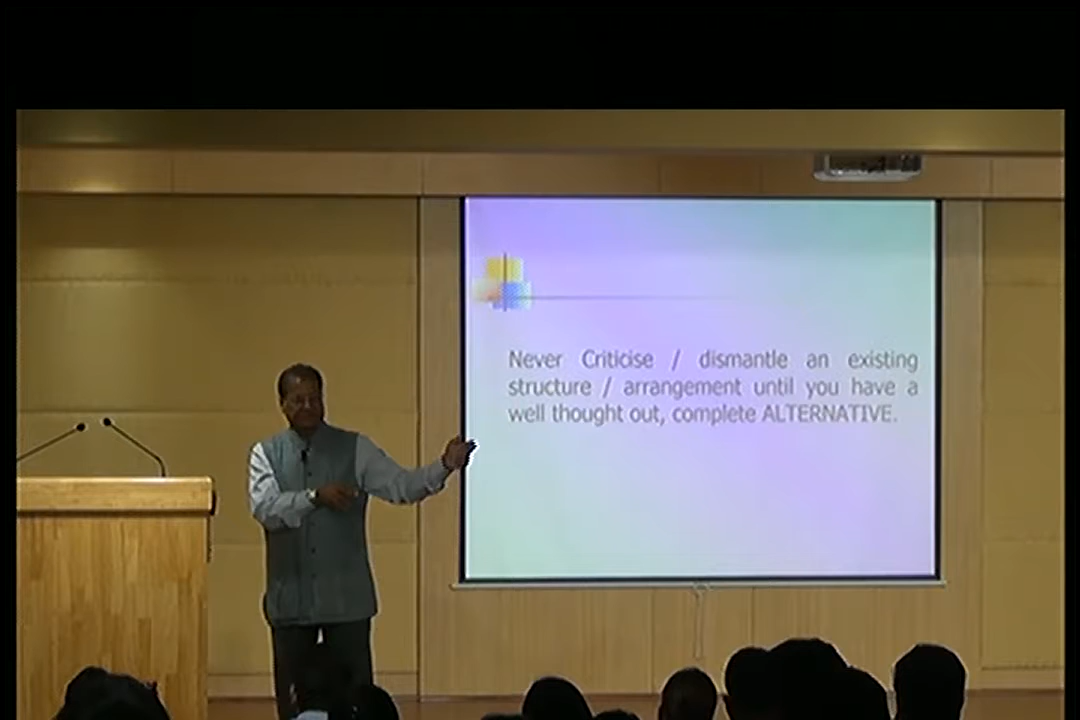 Never Criticise / dismantle an existing
structure / arrangement until you have a
well thought out, complete ALTERNATIVE.